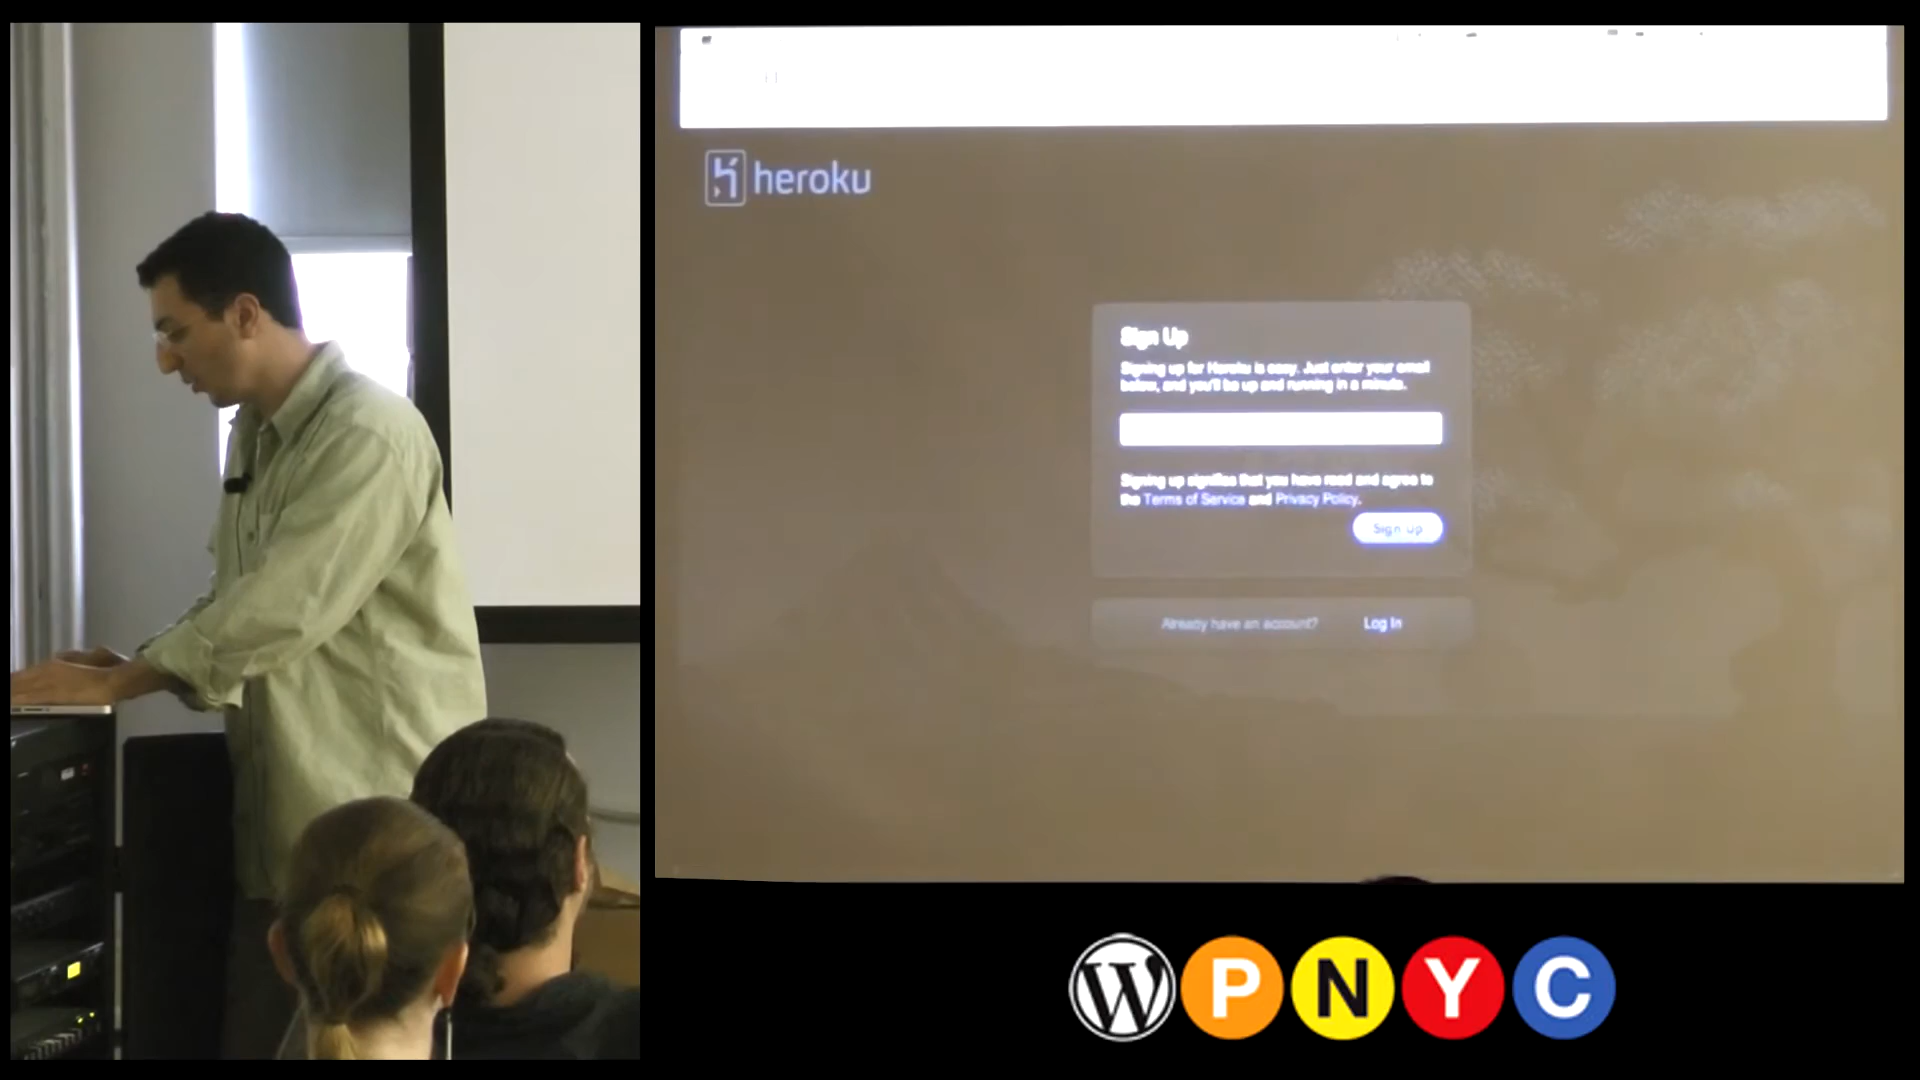 heroku
Sign Up
Signing up for Heroku is easy. Just enter your email
below, and you'll be up and running in a minute.
Signing up signifies that you have read and agree to
the Terms of Service and Privacy Policy.
Sign up
Already have an account? Log In
W P N Y C